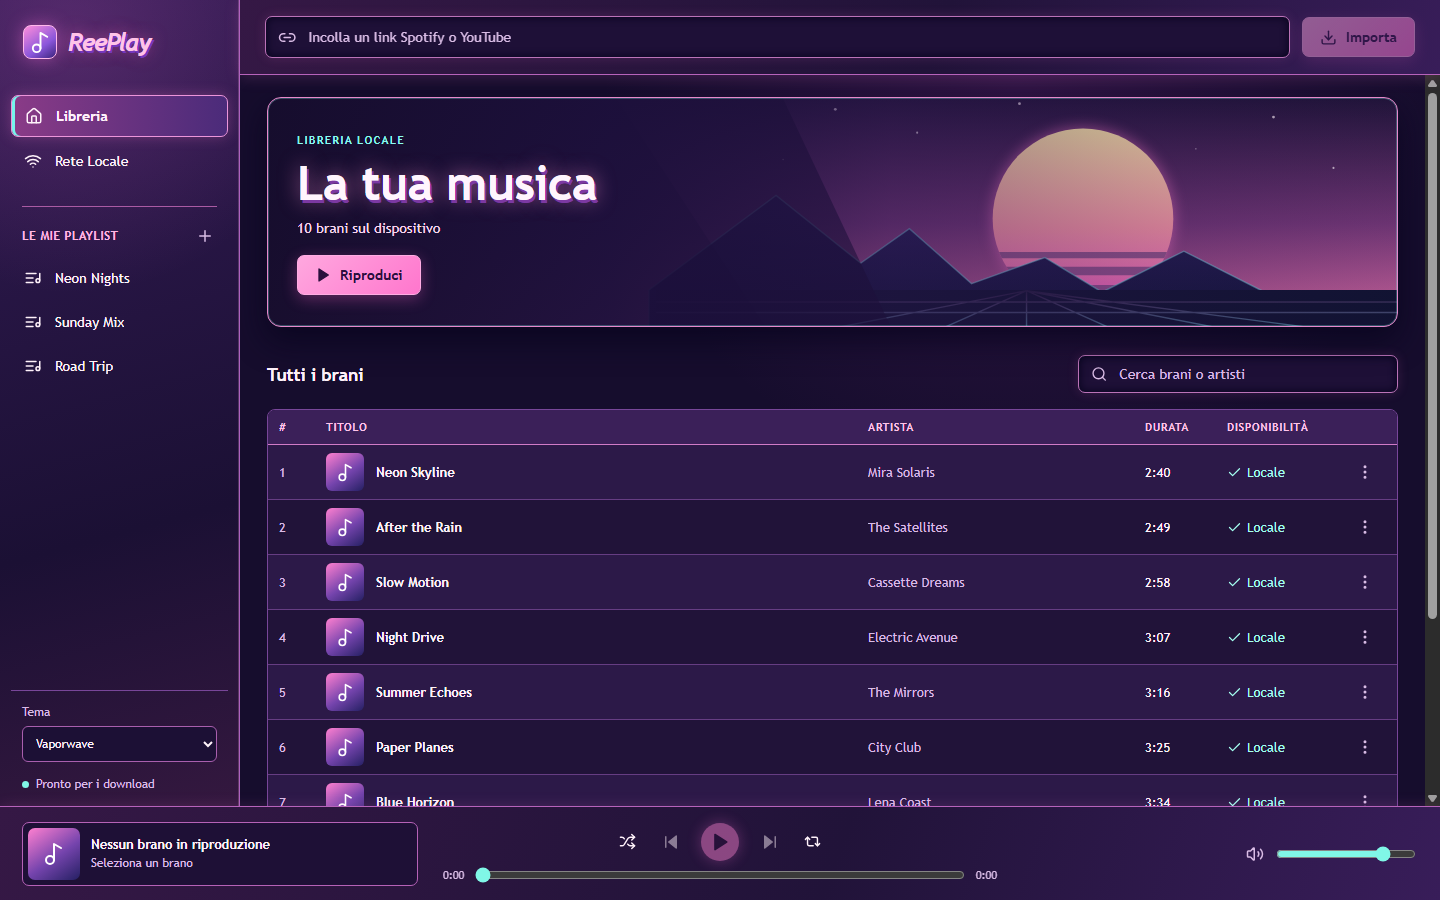 ReePlay
Incolla un link Spotify o YouTube
Importa
Libreria
Rete Locale
LE MIE PLAYLIST
Neon Nights
Sunday Mix
Road Trip
Tema
Vaporwave
Pronto per i download
LIBRERIA LOCALE
La tua musica
10 brani sul dispositivo
Riproduci
Tutti i brani
Cerca brani o artisti
# TITOLO ARTISTA DURATA DISPONIBILITÀ
1 Neon Skyline Mira Solaris 2:40 Locale
2 After the Rain The Satellites 2:49 Locale
3 Slow Motion Cassette Dreams 2:58 Locale
4 Night Drive Electric Avenue 3:07 Locale
5 Summer Echoes The Mirrors 3:16 Locale
6 Paper Planes City Club 3:25 Locale
7 Blue Horizon Lena Coast 3:34 Locale
Nessun brano in riproduzione
Seleziona un brano
0:00 0:00